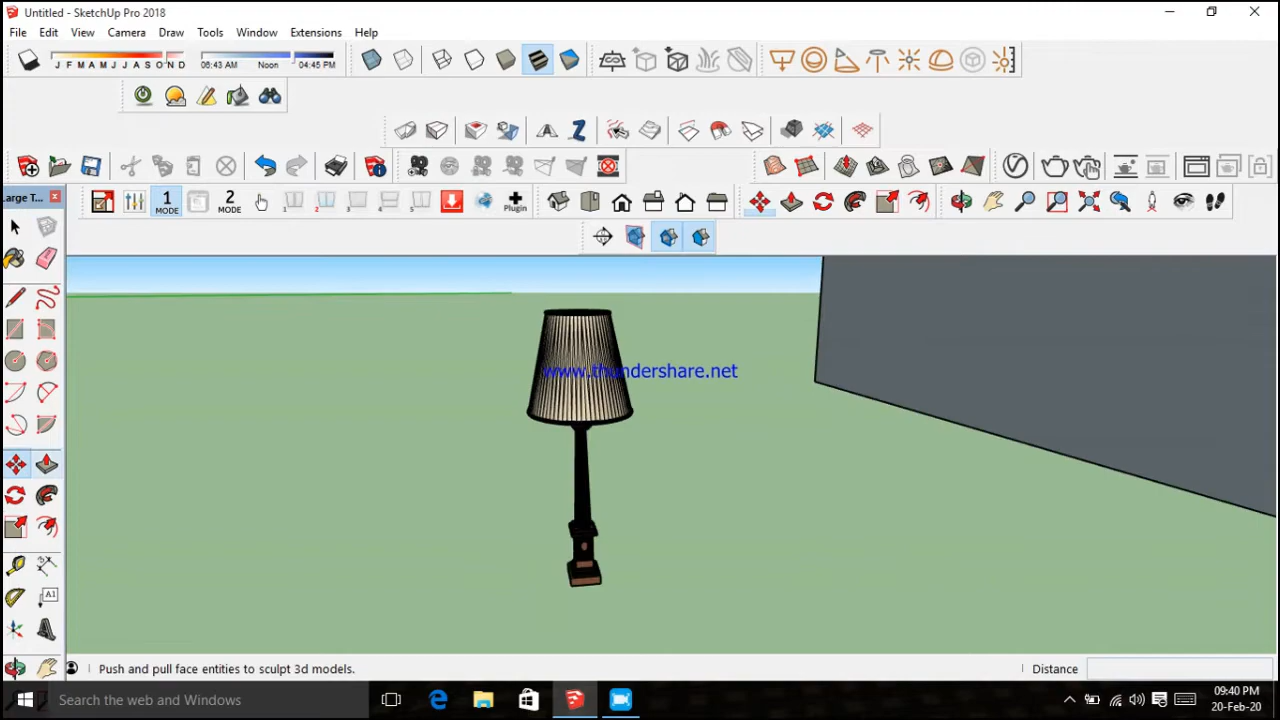 Untitled - SketchUp Pro 2018
File Edit View Camera Draw Tools Window Extensions Help
J F M A M J J A S O N D
06:43 AM Noon 04:45 PM
Large T...
1 MODE
2 MODE
Plugin
www.thundershare.net
A1
Push and pull face entities to sculpt 3d models.
Distance
Search the web and Windows
09:40 PM
20-Feb-20